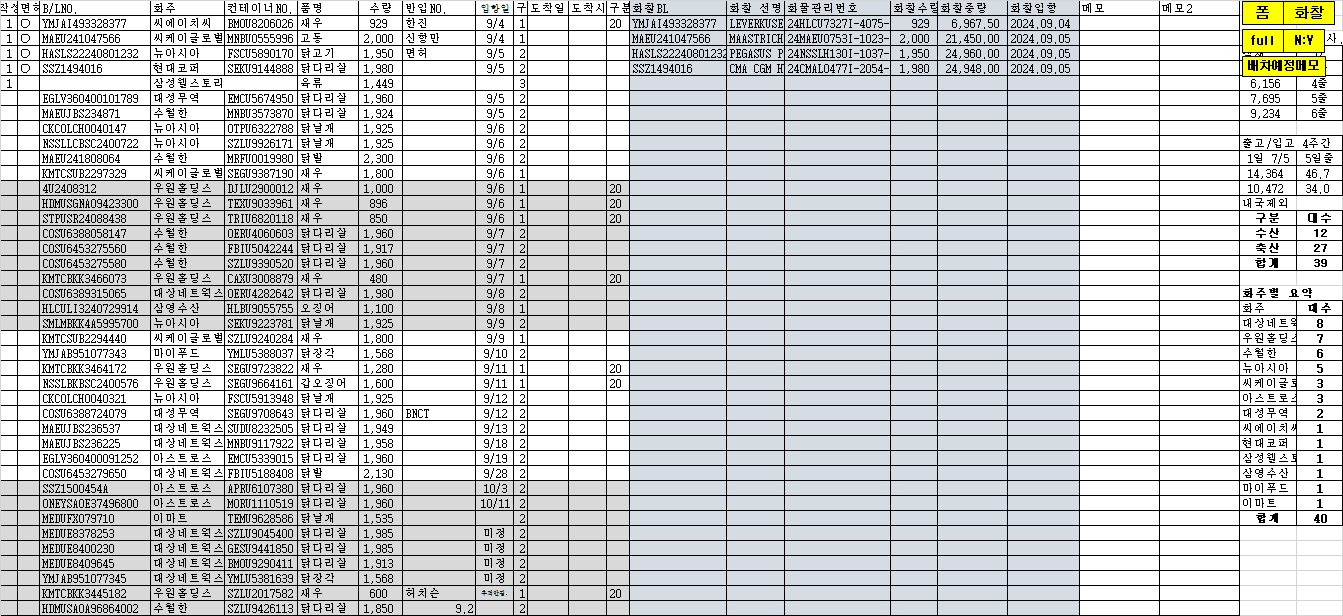 작성 면허 B/LNO. 화주 컨테이너NO. 품명 수량 반입NO. 입항일 구 도착일 도착시 구분 화찰BL 화찰 선명 화물관리번호 화찰수량 화찰중량 화찰입항 메모 메모2 폼 화찰
1 O YMJAI493328377 씨에이치씨 BMOU8206026 새우 929 한진 9/4 1 20 YMJAI493328377 LEVERKUSE 24HLCU7327I-4075- 929 6,967.50 2024.09.04
1 O MAEU241047566 씨케이글로벌 MNBU0555996 고등 2,000 신항만 9/4 1 MAEU241047566 MAASTRICH 24MAEU0753I-1023- 2,000 21,450.00 2024.09.04 full N:Y 사.
1 O HASLS22240801232 뉴아시아 FSCU5890170 닭고기 1,950 면허 9/5 2 HASLS22240801232 PEGASUS P 24NSSLH130I-1037- 1,950 24,960.00 2024.09.05
1 O SSZ1494016 현대코퍼 SEKU9144888 닭다리살 1,980 9/5 2 SSZ1494016 CMA CGM H 24CMAL0477I-2054- 1,980 24,948.00 2024.09.05 배차예정메모
1 삼성웰스토리 육류 1,449 3 6,156 4줄
EGLV360400101789 대성무역 EMCU5674950 닭다리살 1,960 9/5 2 7,695 5줄
MAEUJBS234871 수월한 MNBU3573870 닭다리살 1,924 9/5 2 9,234 6줄
CKCOLCH0040147 뉴아시아 OTPU6322788 닭날개 1,925 9/6 2
NSSLLCBSC2400722 뉴아시아 SZLU9926171 닭날개 1,925 9/6 2 출고/입고 4주간
MAEU241808064 수월한 MRFU0019980 닭발 2,300 9/6 2 1일 7/5 5일줄
KMTCSUB2297329 씨케이글로벌 SEGU9387190 새우 1,800 9/6 1 14,364 46.7
4U2408312 우원홀딩스 DJLU2900012 새우 1,000 9/6 1 20 10,472 34.0
HDMUSGNA09423300 우원홀딩스 TEXU9033961 새우 896 9/6 1 20 내국제외
STPUSR24088438 우원홀딩스 TRIU6820118 새우 850 9/6 1 20 구분 대수
COSU6388058147 수월한 OERU4060603 닭다리살 1,960 9/7 2 수산 12
COSU6453275560 수월한 FBIU5042244 닭다리살 1,917 9/7 2 축산 27
COSU6453275580 수월한 SZLU9390520 닭다리살 1,960 9/7 2 합계 39
KMTCBKK3466073 우원홀딩스 CAXU3008879 새우 480 9/7 1 20
COSU6389315065 대상네트웍스 OERU4282642 닭다리살 1,980 9/8 2 화주별 요약
HLCULI3240729914 삼영수산 HLBU9055755 오징어 1,100 9/8 1 화주 대수
SMLMBKK4A5995700 뉴아시아 SEKU9223781 닭날개 1,925 9/9 2 대상네트웍 8
KMTCSUB2294440 씨케이글로벌 SZLU9240284 새우 1,800 9/9 1 우원홀딩스 7
YMJAB951077343 마이푸드 YMLU5388037 닭장각 1,568 9/10 2 수월한 6
KMTCBKK3464172 우원홀딩스 SEGU9723822 새우 1,280 9/11 1 20 뉴아시아 5
NSSLBKBSC2400576 우원홀딩스 SEGU9664161 갑오징어 1,600 9/11 1 20 씨케이글로 3
CKCOLCH0040321 뉴아시아 FSCU5913948 닭날개 1,925 9/12 2 아스트로스 3
COSU6388724079 대성무역 SEGU9708643 닭다리살 1,960 BNCT 9/12 2 대성무역 2
MAEUJBS236537 대상네트웍스 SUDU8232505 닭다리살 1,949 9/13 2 씨에이치씨 1
MAEUJBS236225 대상네트웍스 MNBU9117922 닭다리살 1,958 9/18 2 현대코퍼 1
EGLV360400091252 아스트로스 EMCU5339015 닭다리살 1,960 9/19 2 삼성웰스토 1
COSU6453279650 대상네트웍스 FBIU5188408 닭발 2,130 9/28 2 삼영수산 1
SSZ1500454A 아스트로스 APRU6107380 닭다리살 1,960 10/3 2 마이푸드 1
ONEYSAOE37496800 아스트로스 MORU1110519 닭다리살 1,960 10/11 2 이마트 1
MEDUFX079710 이마트 TEMU9628586 닭날개 1,535 2 합계 40
MEDUE8378253 대상네트웍스 SZLU9045400 닭다리살 1,985 미정 2
MEDUE8400230 대상네트웍스 GESU9441850 닭다리살 1,985 미정 2
MEDUE8409645 대상네트웍스 BMOU9290411 닭다리살 1,913 미정 2
YMJAB951077345 대상네트웍스 YMLU5381639 닭장각 1,568 미정 2
KMTCBKK3445182 우원홀딩스 SZLU2017582 새우 600 허치슨 1 20
HDMUSAOA96864002 수월한 SZLU9426113 닭다리살 1,850 9.2 2